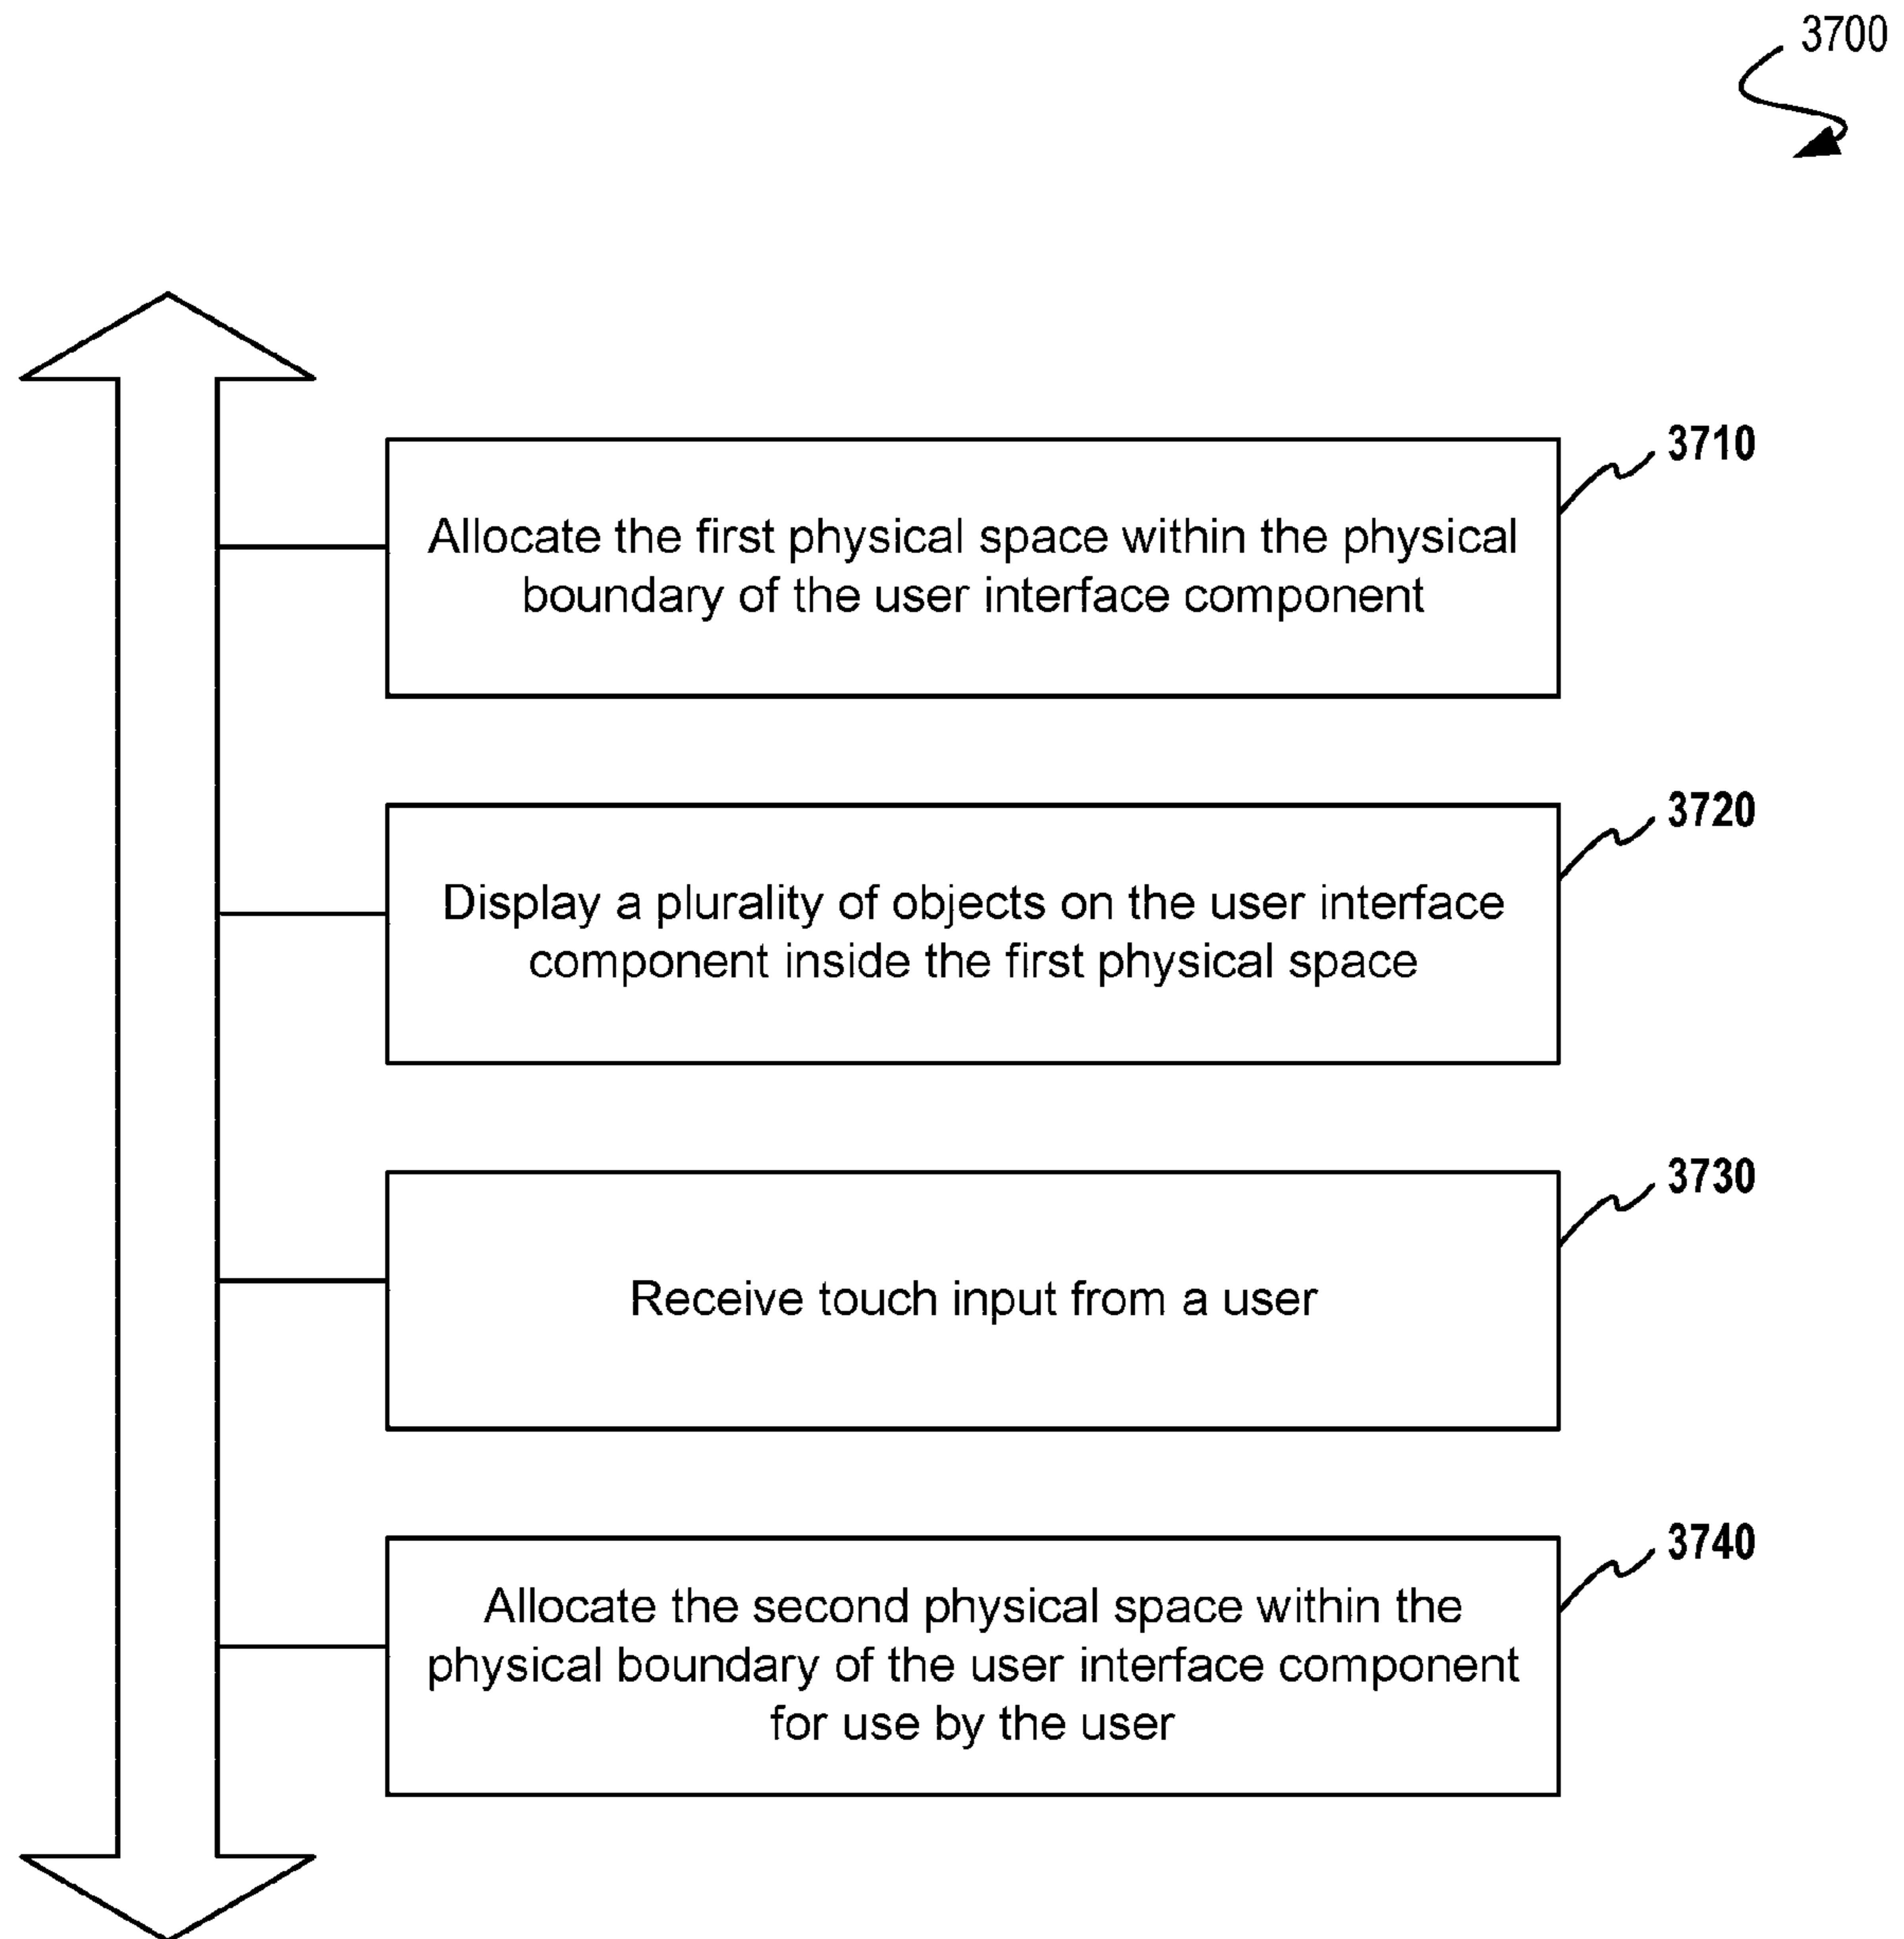 3700
3710
Allocate the first physical space within the physical
boundary of the user interface component
3720
Display a plurality of objects on the user interface
component inside the first physical space
3730
Receive touch input from a user
3740
Allocate the second physical space within the
physical boundary of the user interface component
for use by the user